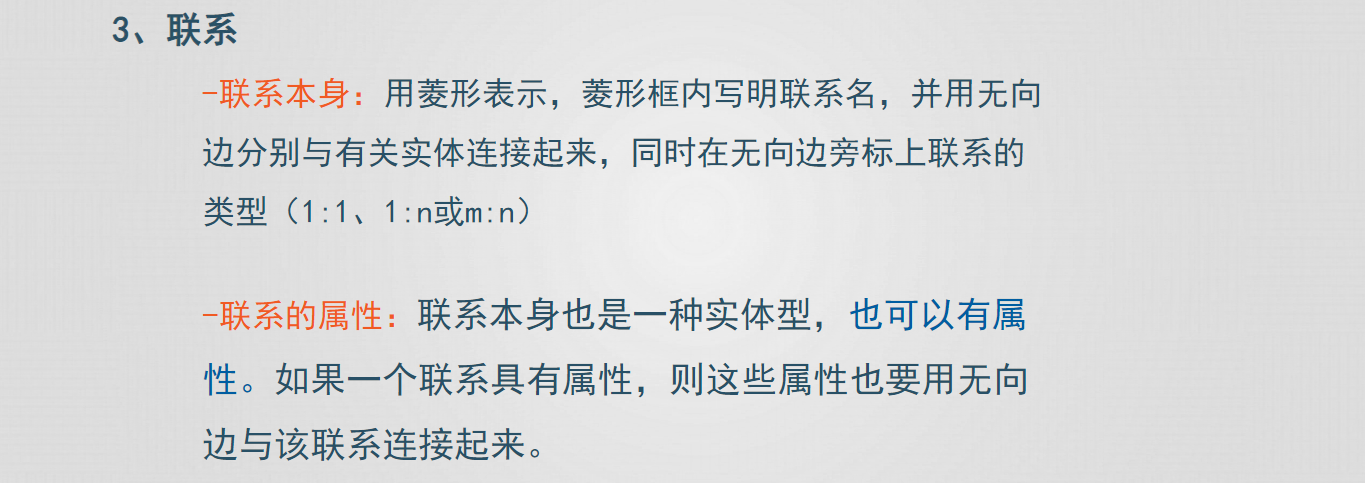 3、联系
-联系本身：用菱形表示，菱形框内写明联系名，并用无向
边分别与有关实体连接起来，同时在无向边旁标上联系的
类型（1:1、1:n或m:n）
-联系的属性：联系本身也是一种实体型，也可以有属
性。如果一个联系具有属性，则这些属性也要用无向
边与该联系连接起来。